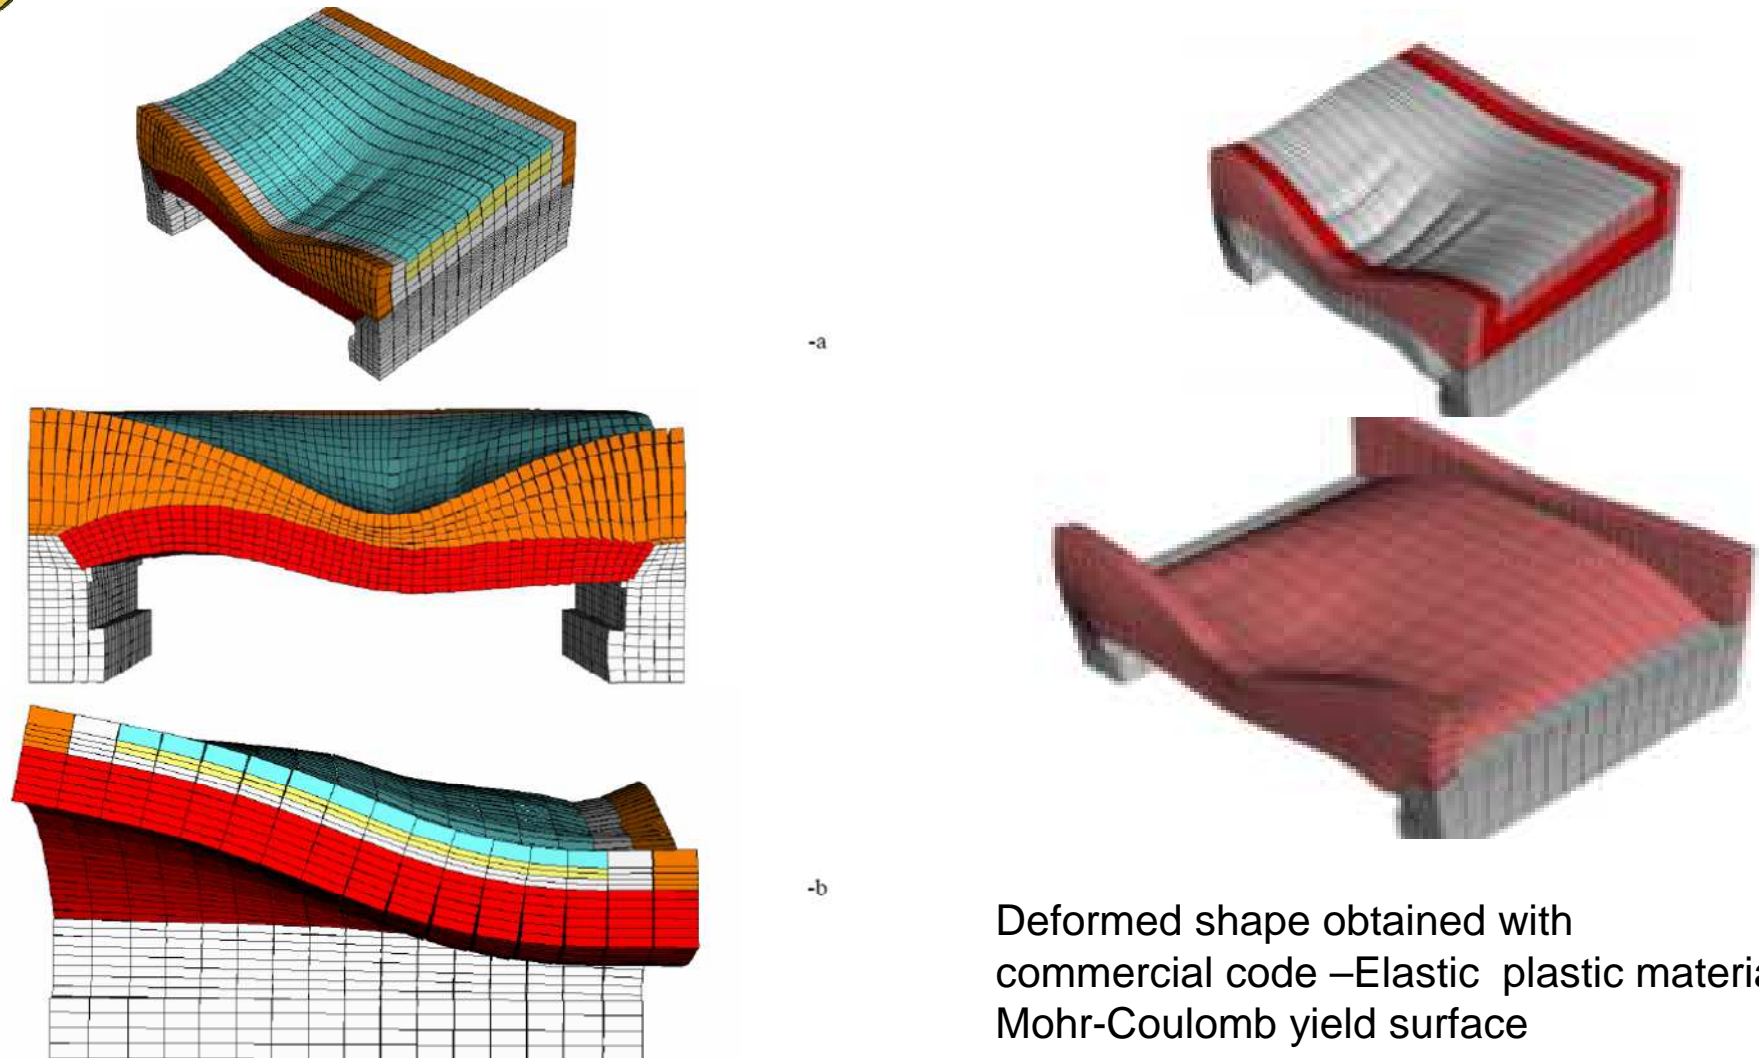 -a
-b
Deformed shape obtained with
commercial code –Elastic plastic materia
Mohr-Coulomb yield surface